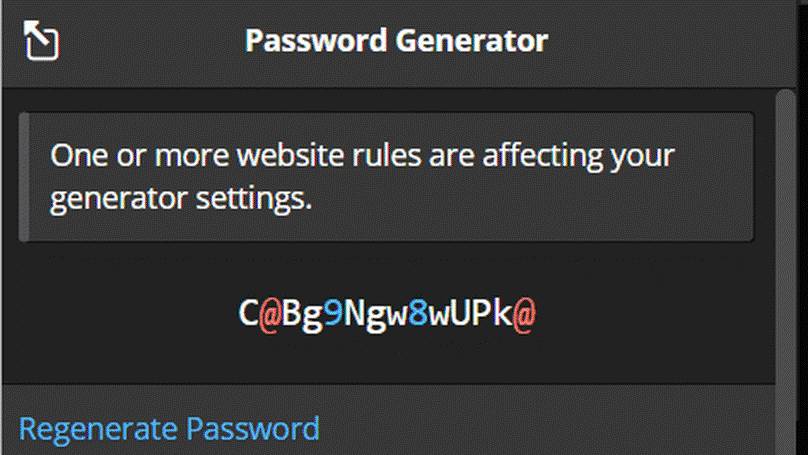 Password Generator
One or more website rules are affecting your
generator settings.
C@Bg9Ngw8wUPk@
Regenerate Password